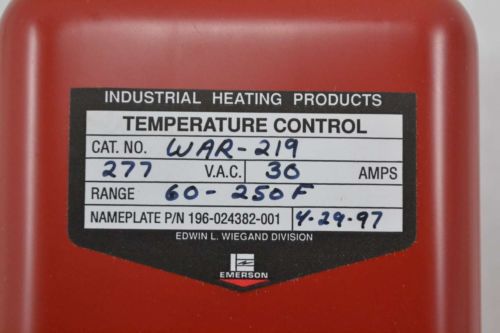 INDUSTRIAL HEATING PRODUCTS
TEMPERATURE CONTROL
CAT. NO. WAR-219
277 V.A.C. 30 AMPS
RANGE 60-250F
NAMEPLATE P/N 196-024382-001 4-29-97
EDWIN L. WIEGAND DIVISION
EMERSON